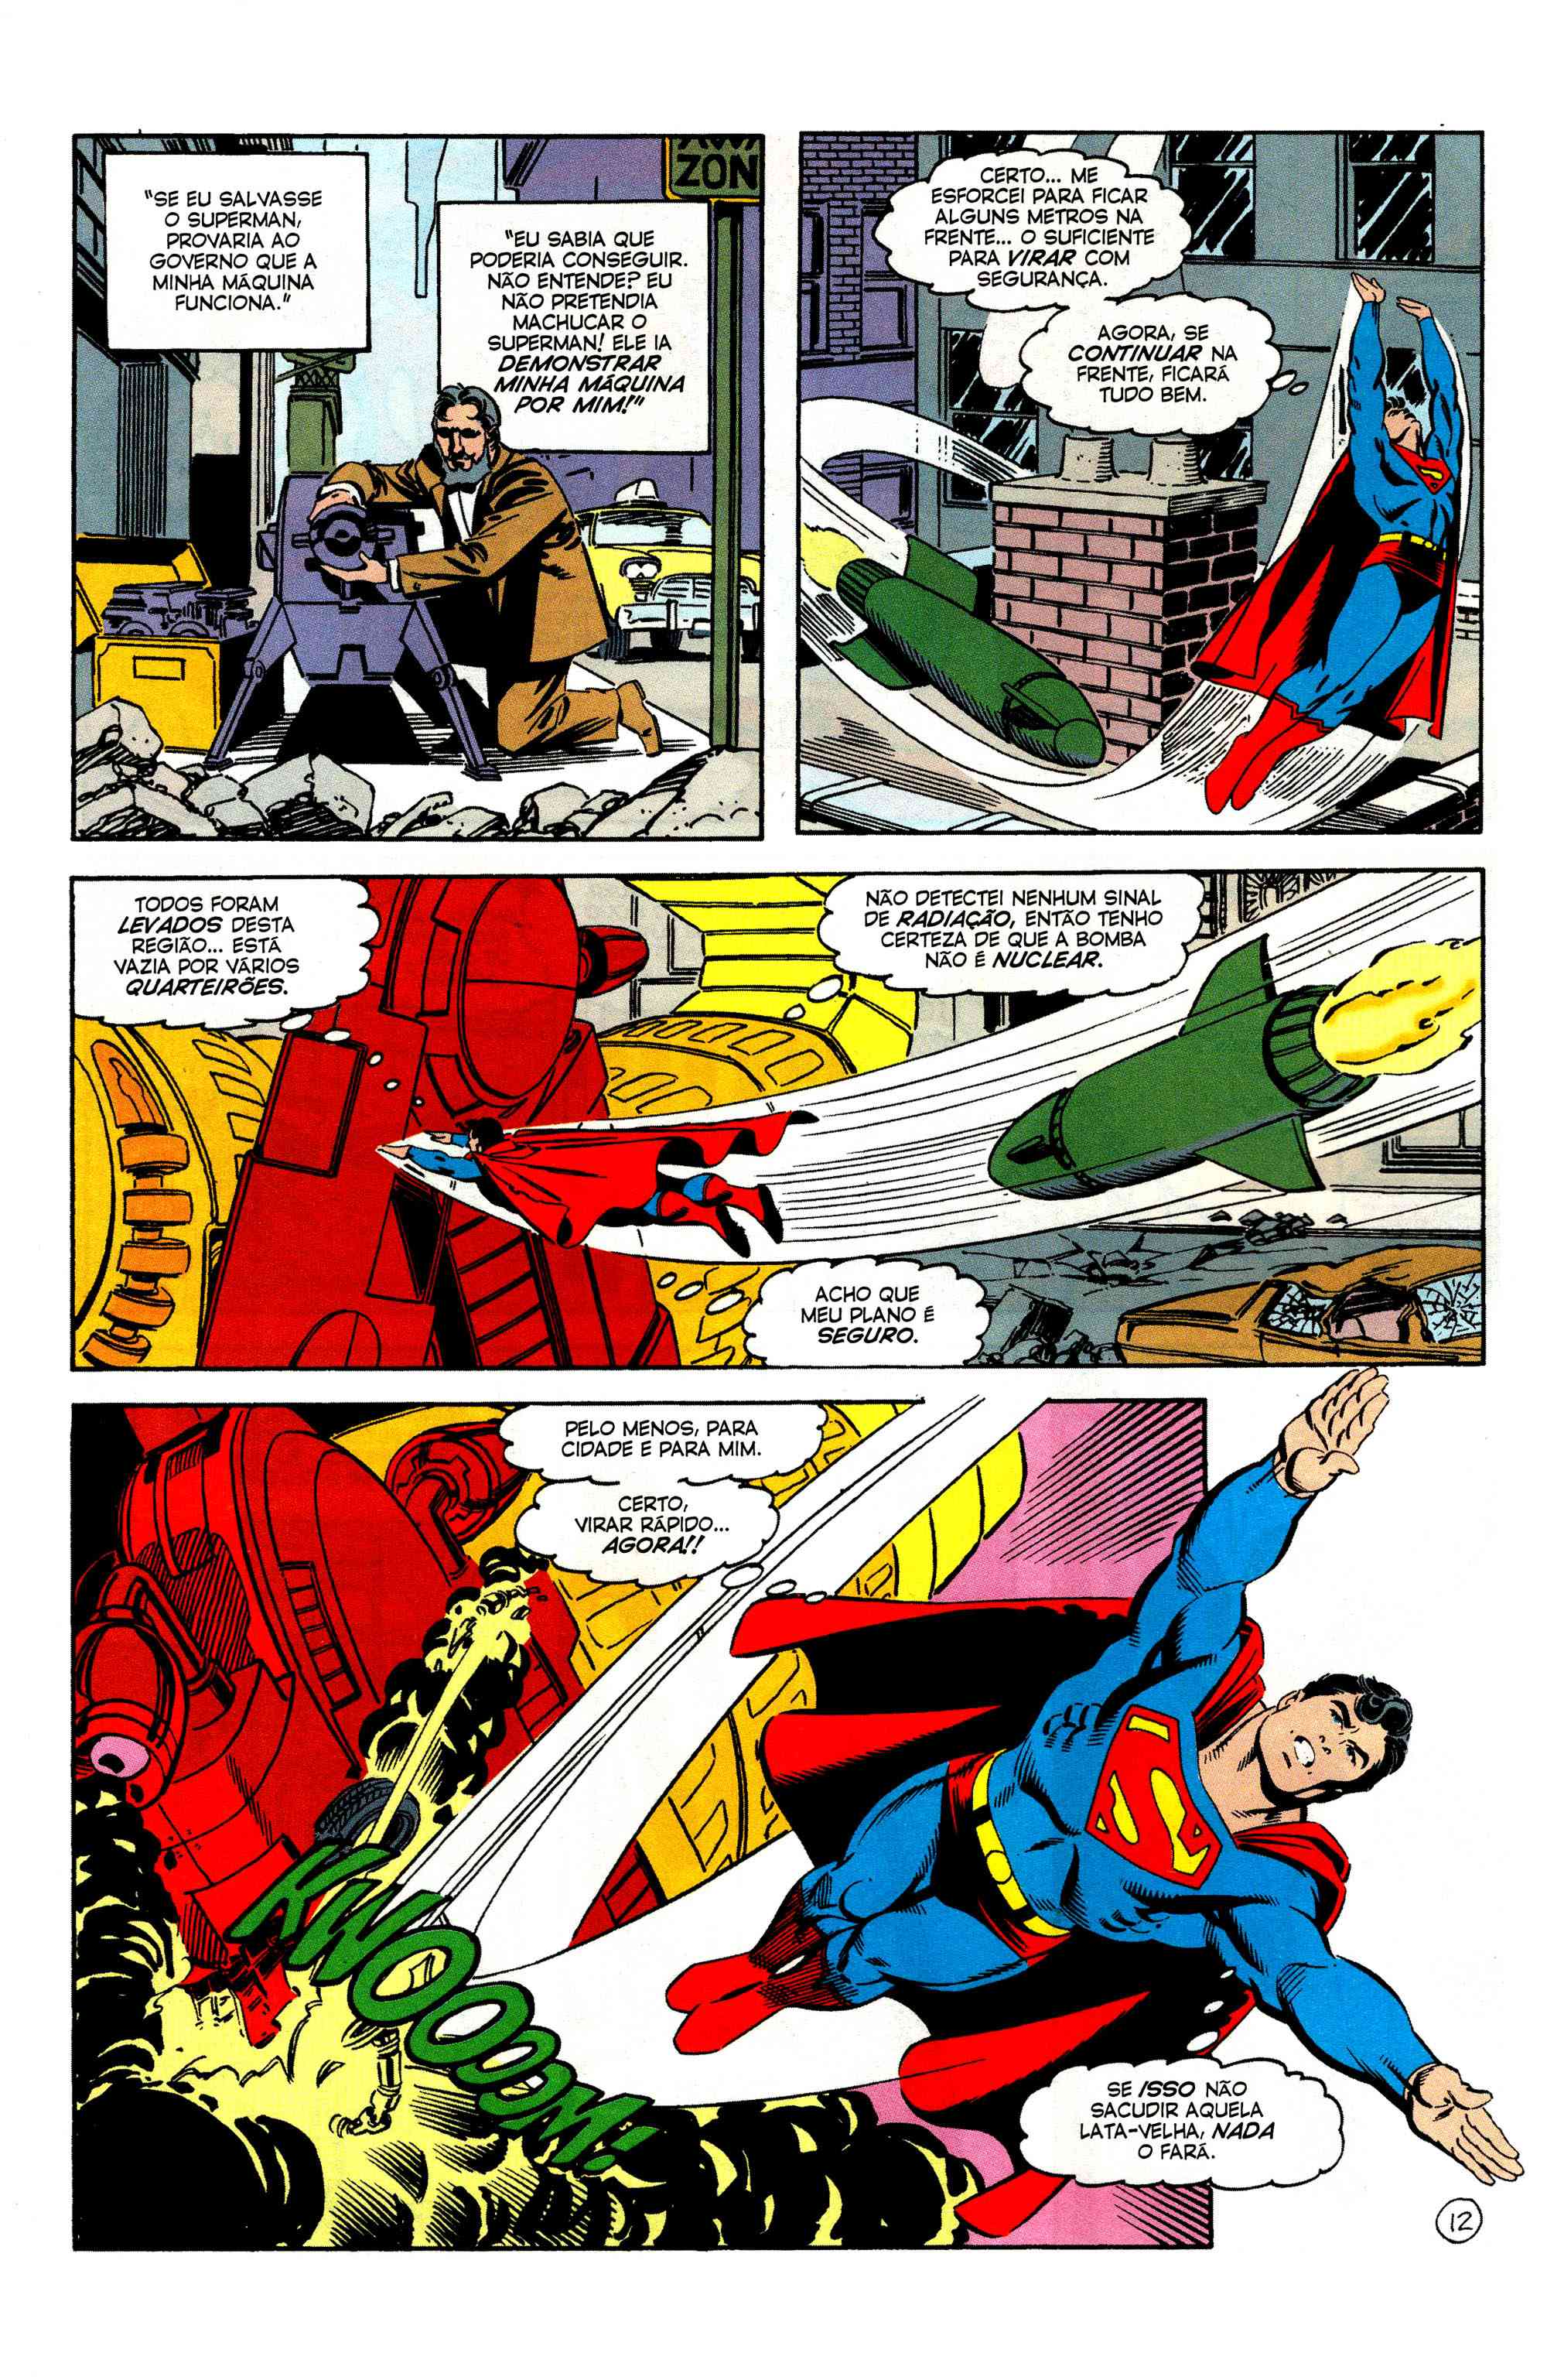 "SE EU SALVASSE
O SUPERMAN,
PROVARIA AO
GOVERNO QUE A
MINHA MÁQUINA
FUNCIONA."
"EU SABIA QUE
PODERIA CONSEGUIR.
NÃO ENTENDE? EU
NÃO PRETENDIA
MACHUCAR O
SUPERMAN! ELE IA
DEMONSTRAR
MINHA MÁQUINA
POR MIM!"
ZON
CERTO... ME
ESFORCEI PARA FICAR
ALGUNS METROS NA
FRENTE... O SUFICIENTE
PARA VIRAR COM
SEGURANÇA.
AGORA, SE
CONTINUAR NA
FRENTE, FICARÁ
TUDO BEM.
TODOS FORAM
LEVADOS DESTA
REGIÃO... ESTÁ
VAZIA POR VÁRIOS
QUARTEIRÕES.
NÃO DETECTEI NENHUM SINAL
DE RADIAÇÃO, ENTÃO TENHO
CERTEZA DE QUE A BOMBA
NÃO É NUCLEAR.
ACHO QUE
MEU PLANO É
SEGURO.
PELO MENOS, PARA
CIDADE E PARA MIM.
CERTO,
VIRAR RÁPIDO...
AGORA!!
KWOOOOM!
S
SE ISSO NÃO
SACUDIR AQUELA
LATA-VELHA, NADA
O FARÁ.
12